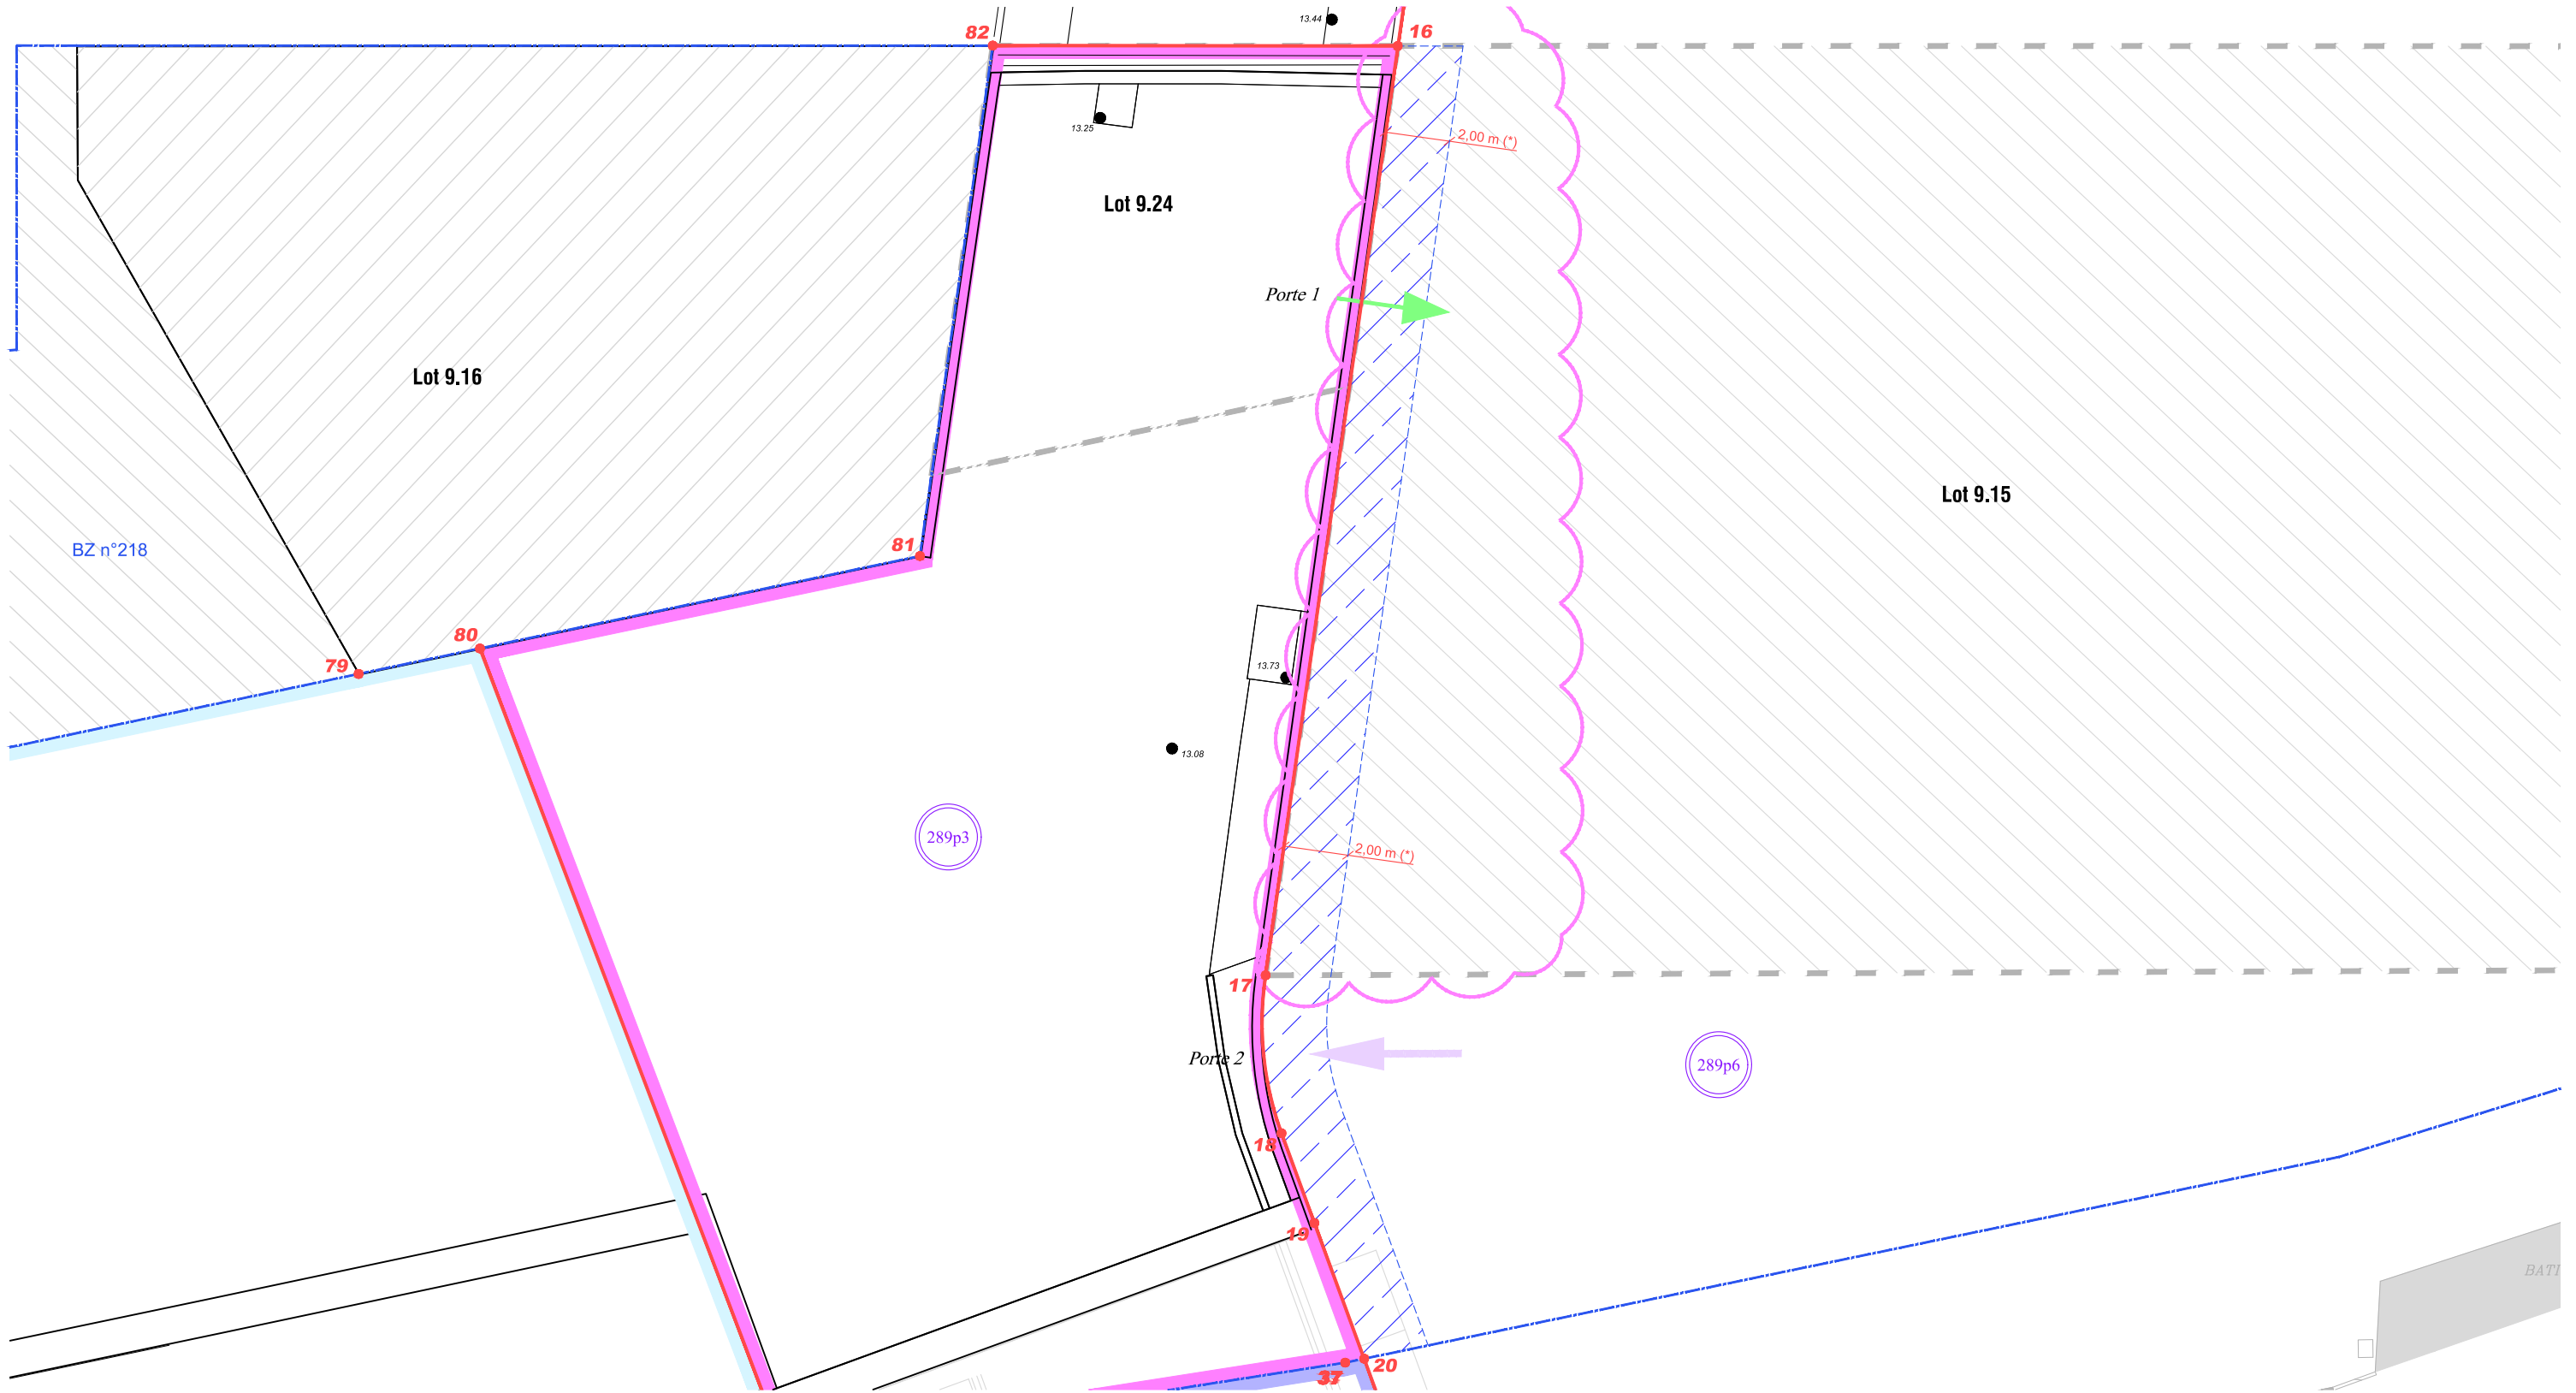 13.44
82
16
13.25
2,00 m (*)
Lot 9.24
Porte 1
Lot 9.16
Lot 9.15
81
BZ n°218
80
79
13.73
13.08
289p3
2,00 m (*)
17
Porte 2
289p6
18
19
BATI
20
37